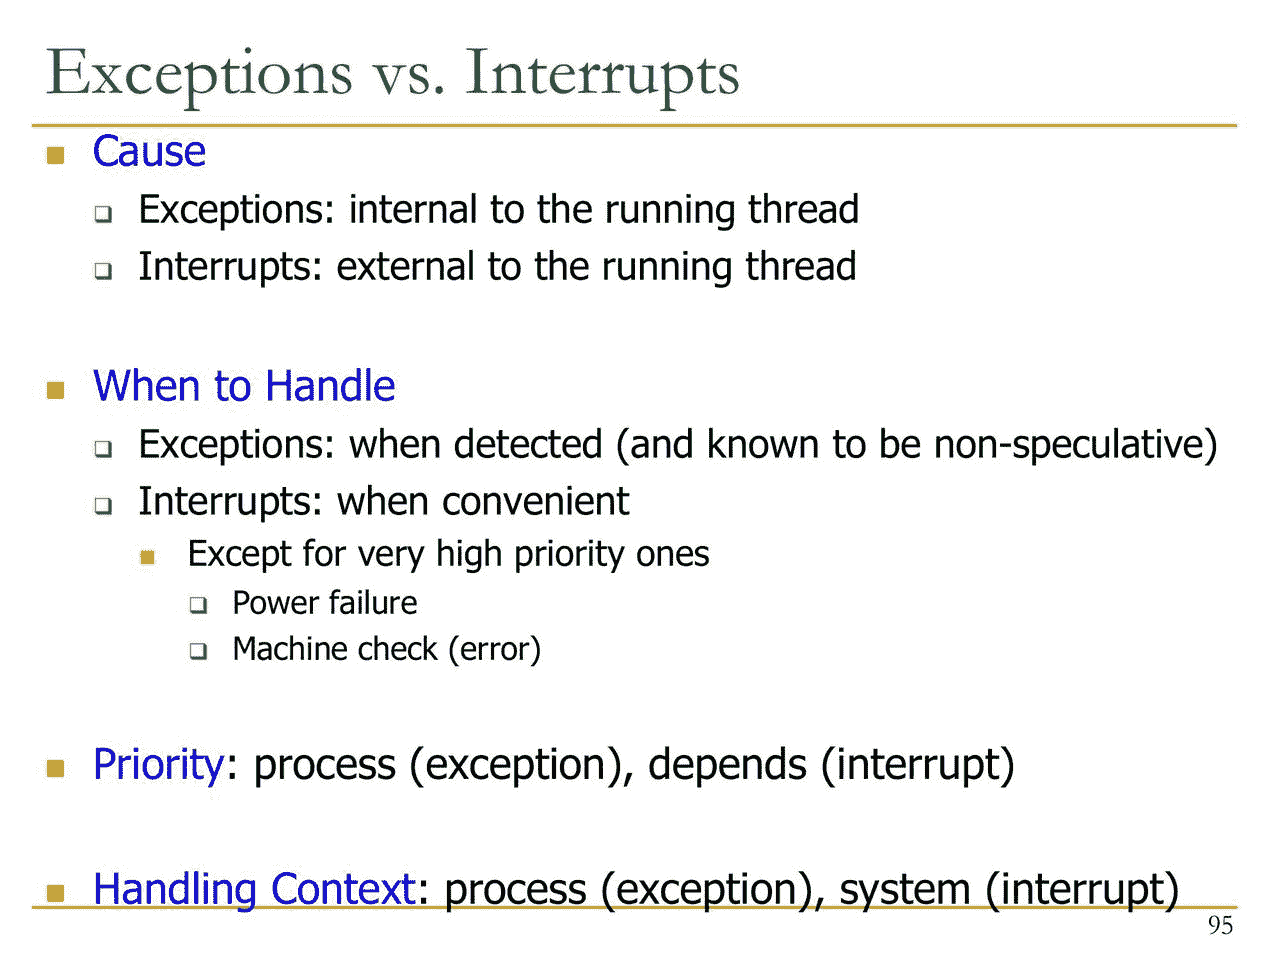 Exceptions vs. Interrupts
Cause
Exceptions: internal to the running thread
Interrupts: external to the running thread
When to Handle
Exceptions: when detected (and known to be non-speculative)
Interrupts: when convenient
Except for very high priority ones
Power failure
Machine check (error)
Priority: process (exception), depends (interrupt)
Handling Context: process (exception), system (interrupt)
95